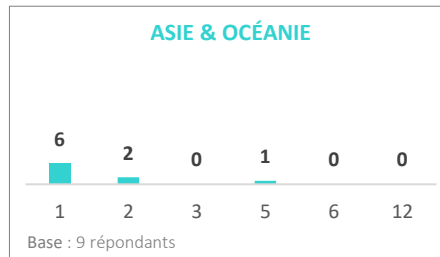 ASIE & OCÉANIE
6 2 0 1 0 0
1 2 3 5 6 12
Base : 9 répondants